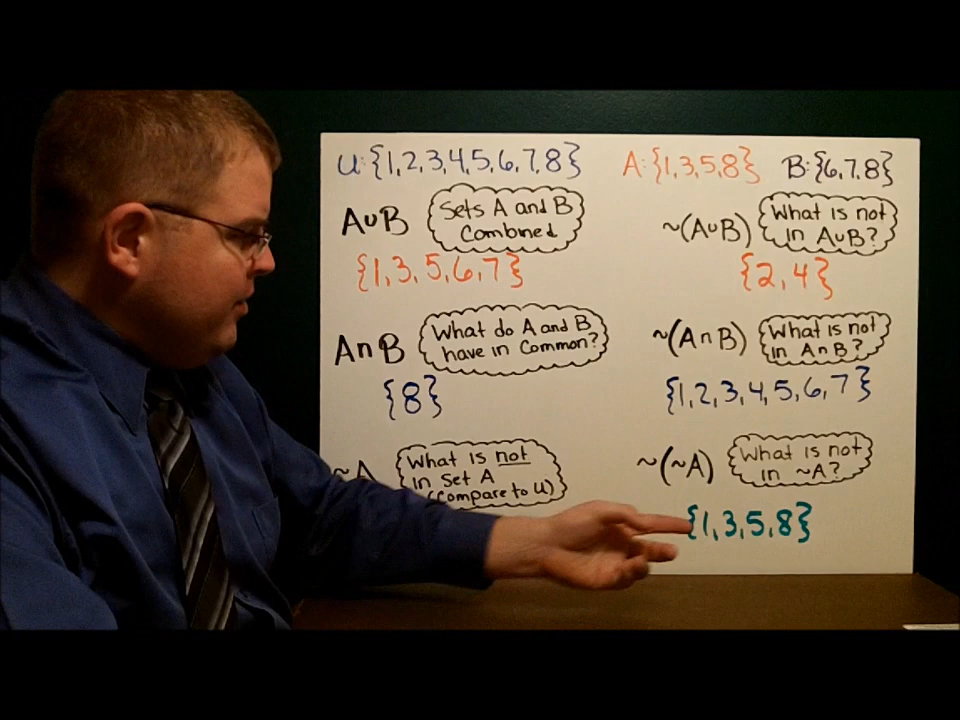 U:{1,2,3,4,5,6,7,8} A:{1,3,5,8} B:{6,7,8}
A∪B
Sets A and B
Combined
{1,3,5,6,7}
~(A∪B)
What is not
in A∪B?
{2,4}
A∩B
What do A and B
have in Common?
{8}
~(A∩B)
What is not
in A∩B?
{1,2,3,4,5,6,7}
~A
What is not
in Set A
(Compare to U)
~(~A)
What is not
in ~A?
{1,3,5,8}